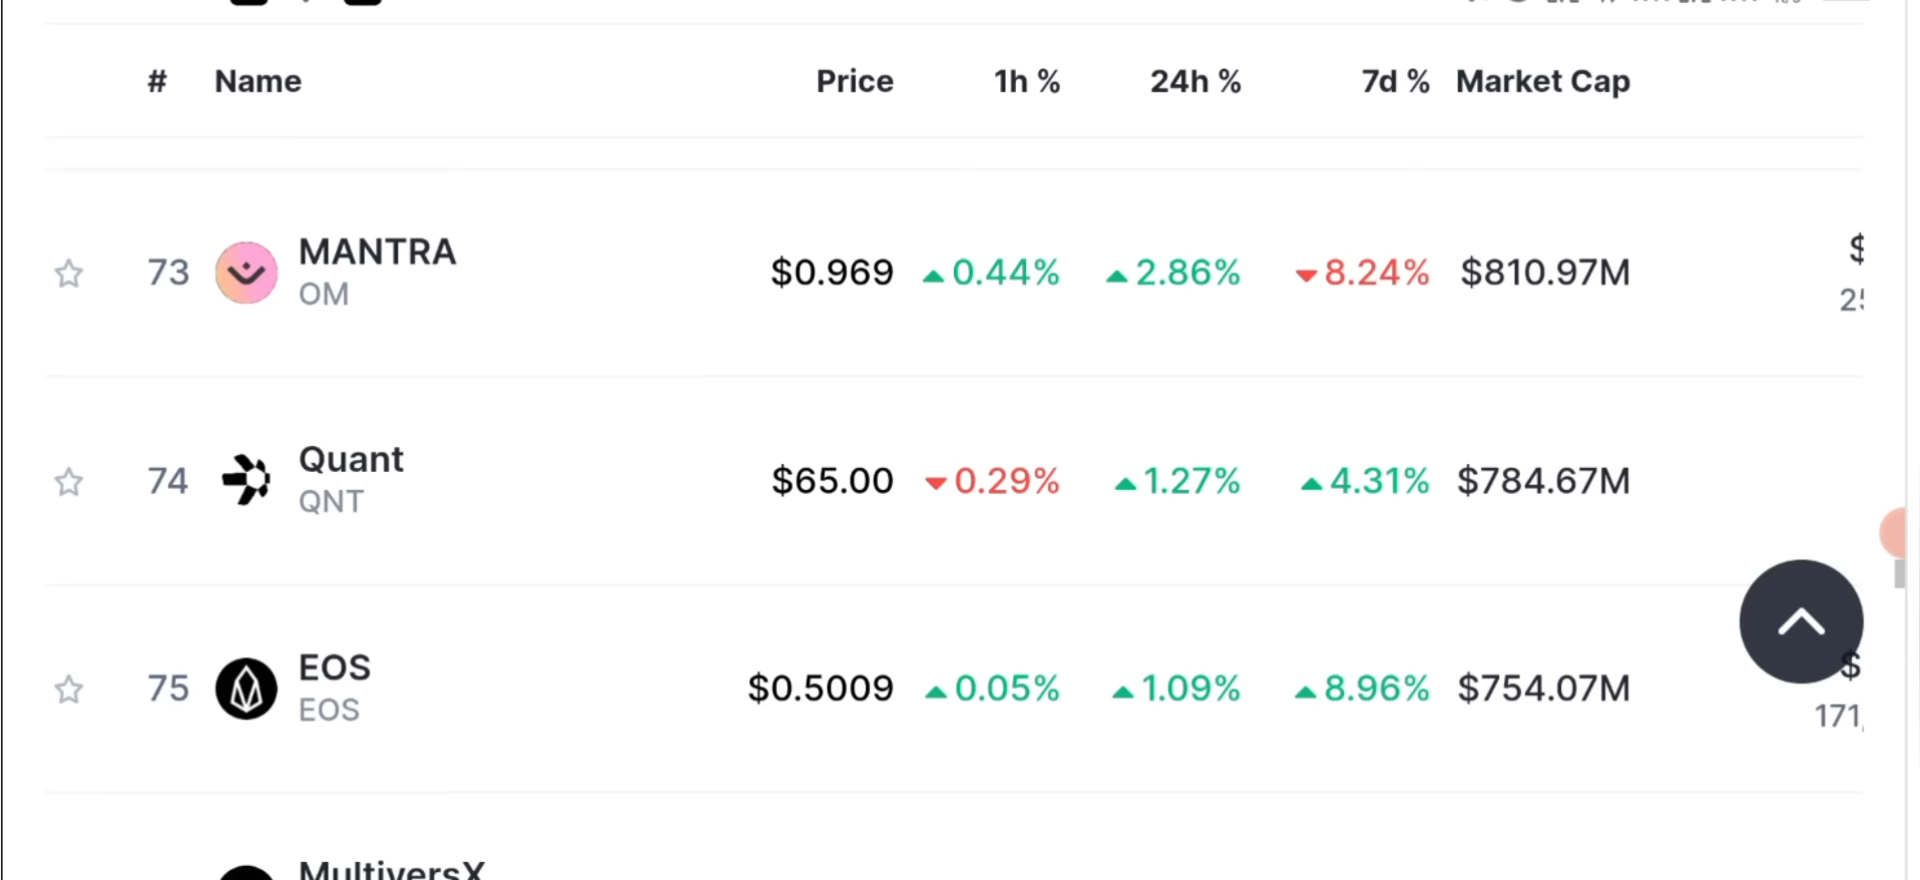 # Name Price 1h % 24h % 7d % Market Cap
73 MANTRA OM $0.969 ▲ 0.44% ▲ 2.86% ▼ 8.24% $810.97M $
74 Quant QNT $65.00 ▼ 0.29% ▲ 1.27% ▲ 4.31% $784.67M
75 EOS EOS $0.5009 ▲ 0.05% ▲ 1.09% ▲ 8.96% $754.07M $
171,
MultiversX